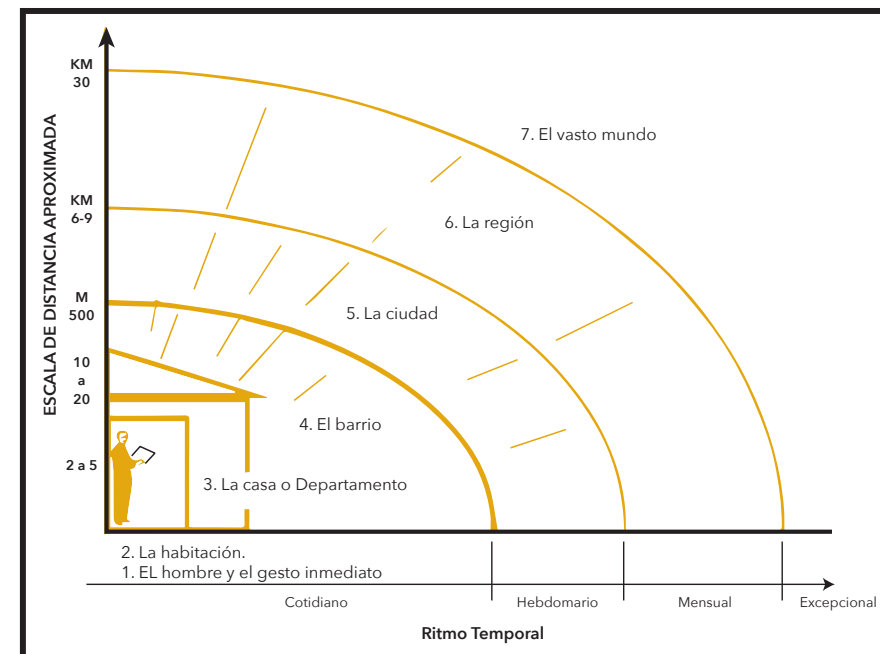 KM
30
7. El vasto mundo
KM
6-9
6. La región
M
500
5. La ciudad
10
a
20
4. El barrio
2 a 5
3. La casa o Departamento
ESCALA DE DISTANCIA APROXIMADA
2. La habitación.
1. EL hombre y el gesto inmediato
Cotidiano
Hebdomario
Mensual
Excepcional
Ritmo Temporal